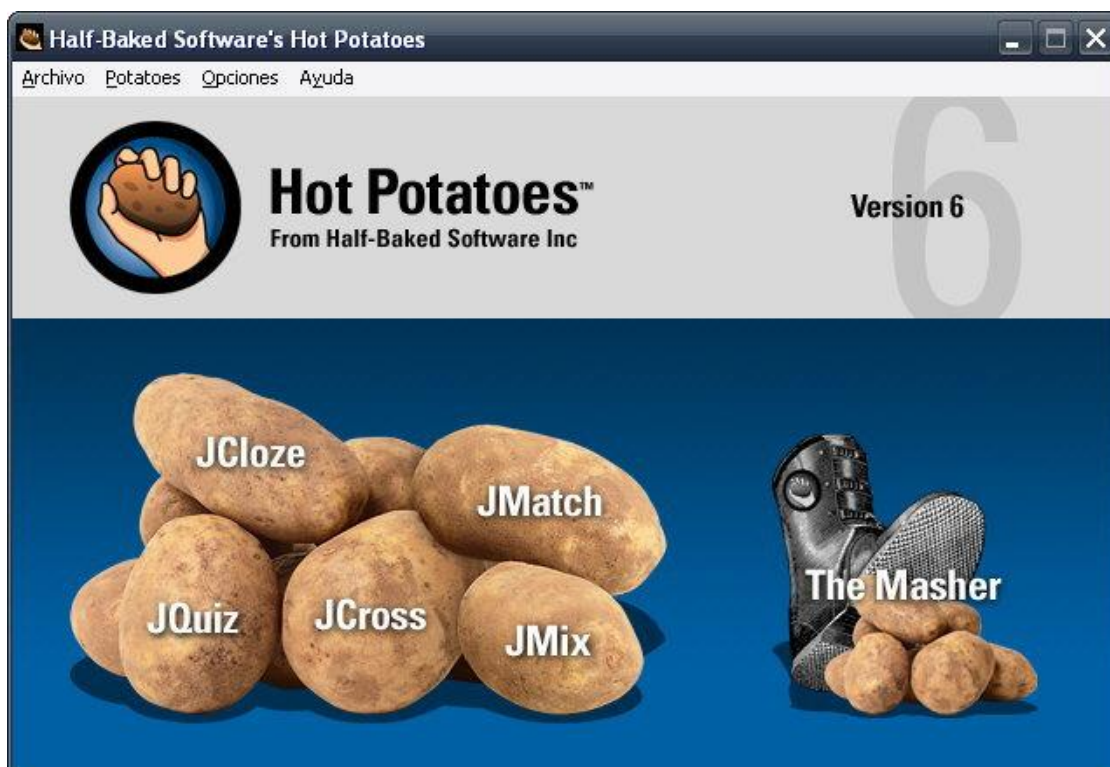 Half-Baked Software's Hot Potatoes
Archivo Potatoes Opciones Ayuda
6
Hot Potatoes™
Version 6
From Half-Baked Software Inc
JCloze
JMatch
JQuiz
JCross
JMix
The Masher